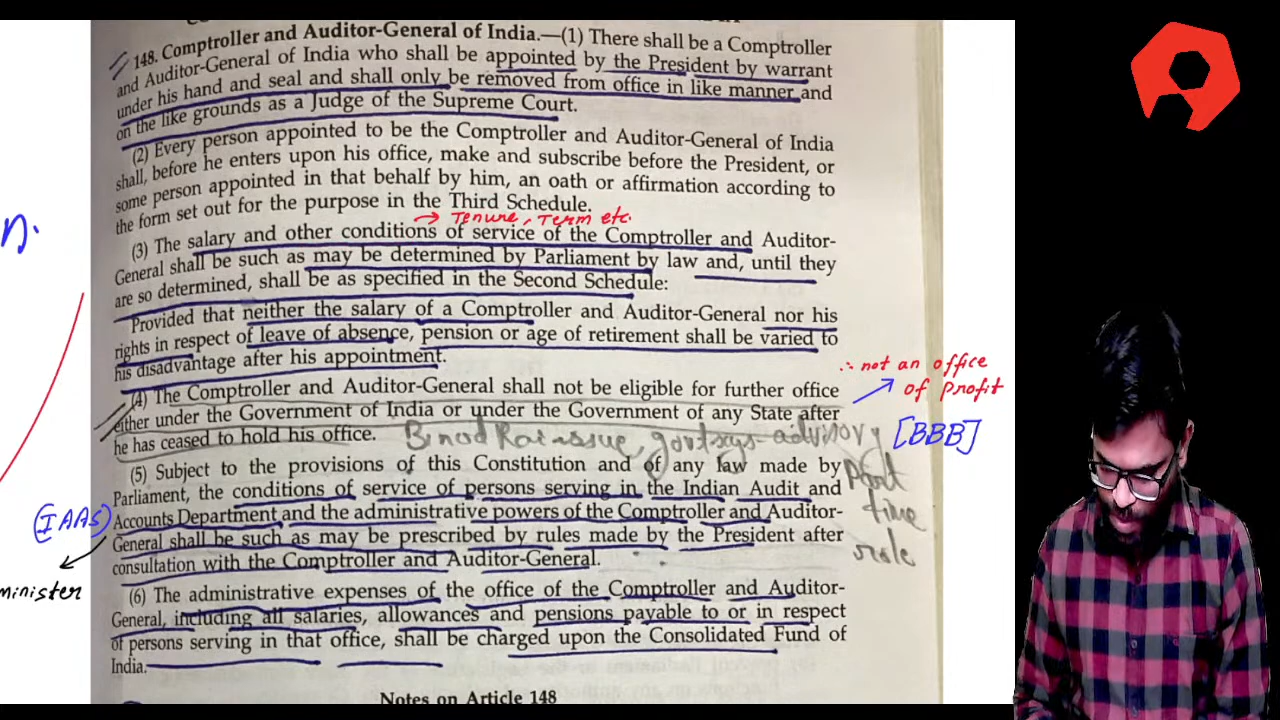 148. Comptroller and Auditor-General of India.—(1) There shall be a Comptroller
and Auditor-General of India who shall be appointed by the President by warrant
under his hand and seal and shall only be removed from office in like manner and
on the like grounds as a Judge of the Supreme Court.
(2) Every person appointed to be the Comptroller and Auditor-General of India
shall, before he enters upon his office, make and subscribe before the President, or
some person appointed in that behalf by him, an oath or affirmation according to
the form set out for the purpose in the Third Schedule.
→ Tenure, Term etc.
n.
(3) The salary and other conditions of service of the Comptroller and Auditor-
General shall be such as may be determined by Parliament by law and, until they
are so determined, shall be as specified in the Second Schedule:
Provided that neither the salary of a Comptroller and Auditor-General nor his
rights in respect of leave of absence, pension or age of retirement shall be varied to
his disadvantage after his appointment.
∴ not an office
of profit
(4) The Comptroller and Auditor-General shall not be eligible for further office
either under the Government of India or under the Government of any State after
he has ceased to hold his office.
Binod Rai issue, govt says advisory
[BBB]
part
time
role
(5) Subject to the provisions of this Constitution and of any law made by
Parliament, the conditions of service of persons serving in the Indian Audit and
(IAAS) Accounts Department and the administrative powers of the Comptroller and Auditor-
General shall be such as may be prescribed by rules made by the President after
consultation with the Comptroller and Auditor-General.
minister
(6) The administrative expenses of the office of the Comptroller and Auditor-
General, including all salaries, allowances and pensions payable to or in respect
of persons serving in that office, shall be charged upon the Consolidated Fund of
India.
Notes on Article 148